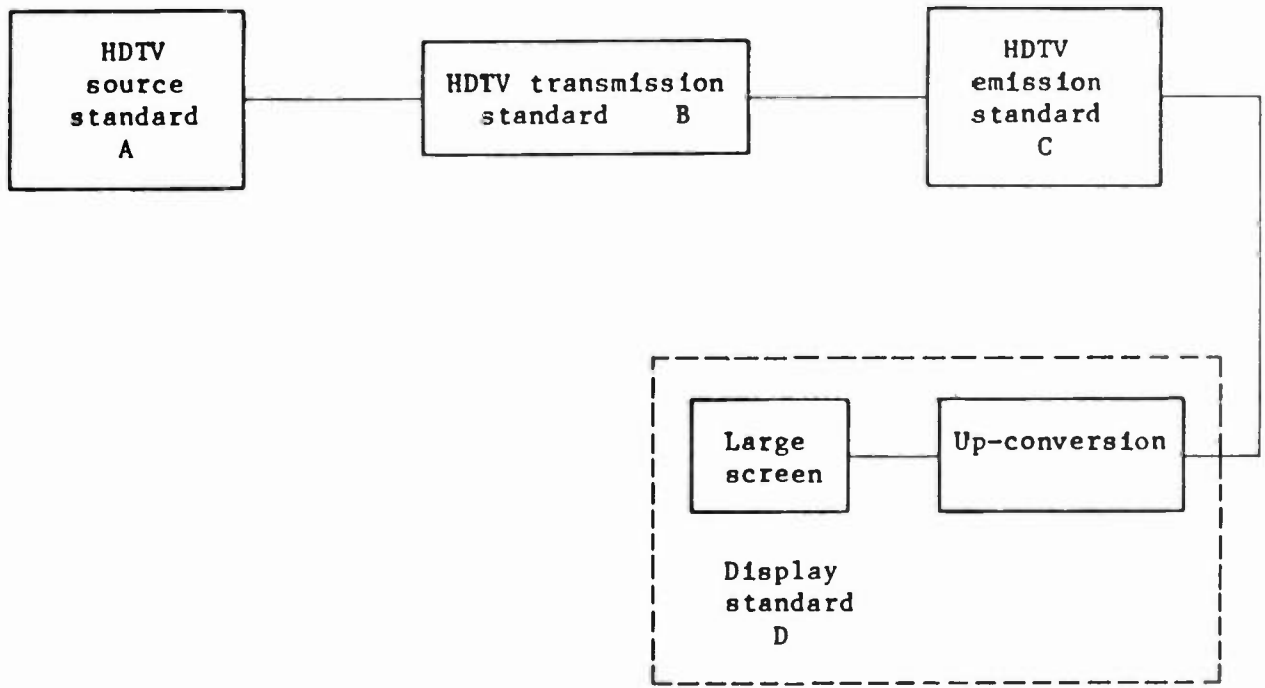 HDTV
source
standard
A
HDTV transmission
standard B
HDTV
emission
standard
C
Large
screen
Up-conversion
Display
standard
D